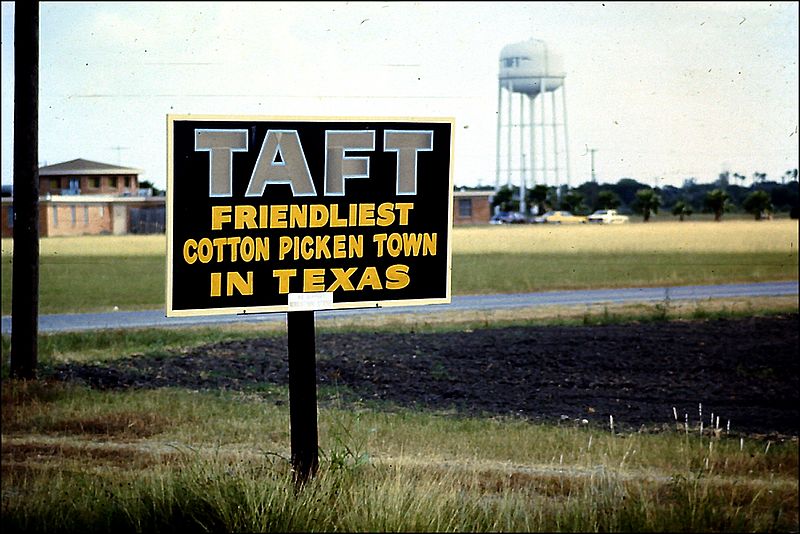 TAFT
FRIENDLIEST
COTTON PICKEN TOWN
IN TEXAS